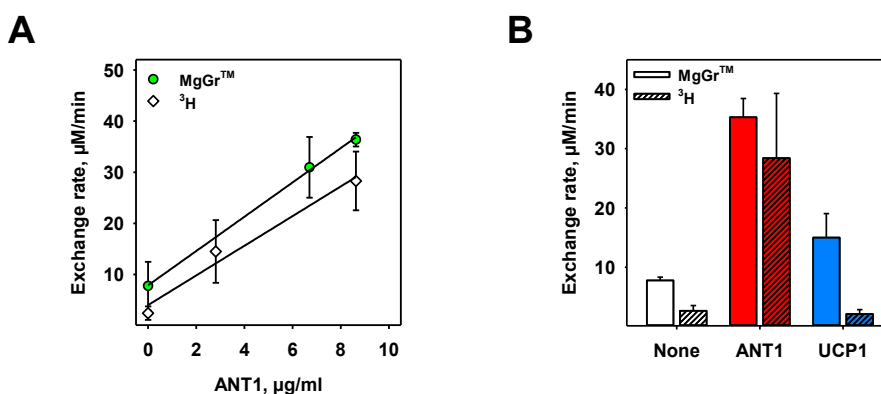 A
Exchange rate, µM/min
50
40
30
20
10
MgGr™
³H
0 2 4 6 8 10
ANT1, µg/ml
B
Exchange rate, µM/min
40
30
20
10
MgGr™
³H
None ANT1 UCP1